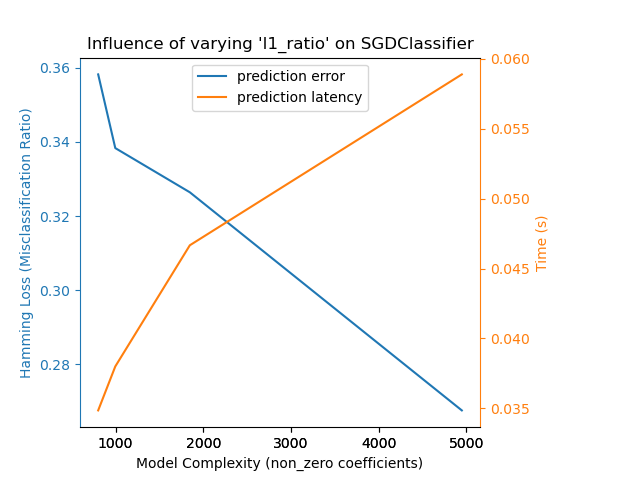 Influence of varying 'l1_ratio' on SGDClassifier
prediction error
prediction latency
Hamming Loss (Misclassification Ratio)
0.36
0.34
0.32
0.30
0.28
0.060
0.055
0.050
0.045
0.040
0.035
Time (s)
1000 2000 3000 4000 5000
Model Complexity (non_zero coefficients)